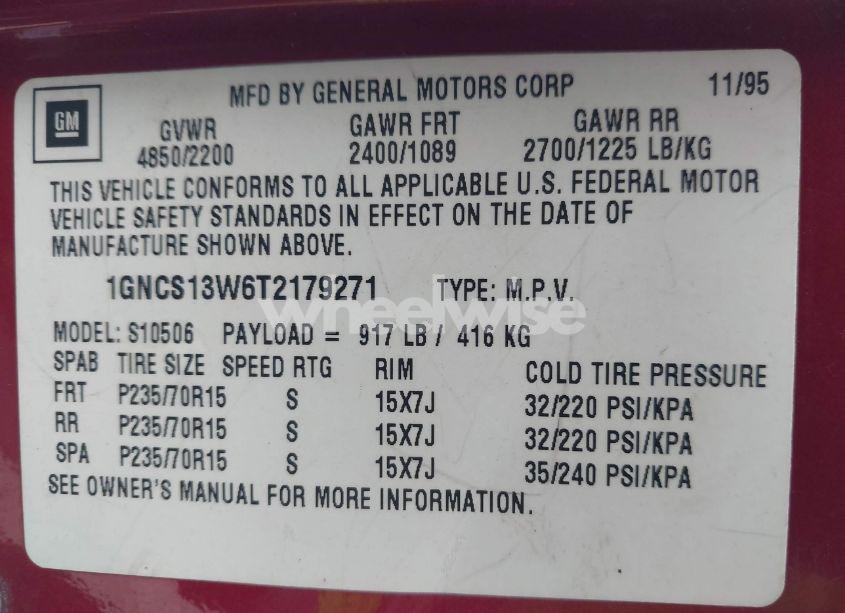 MFD BY GENERAL MOTORS CORP 11/95
GM
GVWR GAWR FRT GAWR RR
4850/2200 2400/1089 2700/1225 LB/KG
THIS VEHICLE CONFORMS TO ALL APPLICABLE U.S. FEDERAL MOTOR
VEHICLE SAFETY STANDARDS IN EFFECT ON THE DATE OF
MANUFACTURE SHOWN ABOVE.
1GNCS13W6T2179271 TYPE: M.P.V.
wheelwise
MODEL: S10506 PAYLOAD = 917 LB / 416 KG
SPAB TIRE SIZE SPEED RTG RIM COLD TIRE PRESSURE
FRT P235/70R15 S 15X7J 32/220 PSI/KPA
RR P235/70R15 S 15X7J 32/220 PSI/KPA
SPA P235/70R15 S 15X7J 35/240 PSI/KPA
SEE OWNER'S MANUAL FOR MORE INFORMATION.